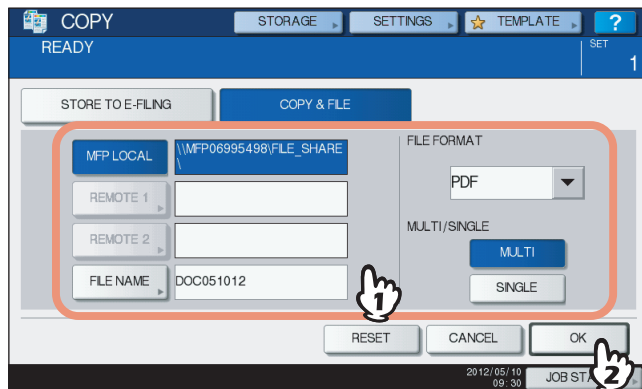 COPY
STORAGE
SETTINGS
TEMPLATE
?
READY
SET
1
STORE TO E-FILING
COPY & FILE
MFP LOCAL
\\MFP06995498\FILE_SHARE
\
FILE FORMAT
PDF
REMOTE 1
REMOTE 2
MULTI/SINGLE
MULTI
FILE NAME
DOC051012
SINGLE
1
RESET
CANCEL
OK
2
2012/05/10
09:30
JOB STA